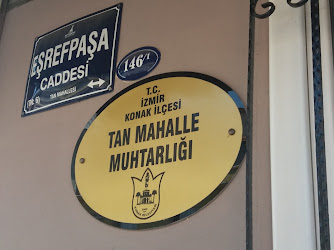 EŞREFPAŞA
CADDESİ
TAN MAHALLESİ
146/1
T.C.
İZMİR
KONAK İLÇESİ
TAN MAHALLE
MUHTARLIĞI